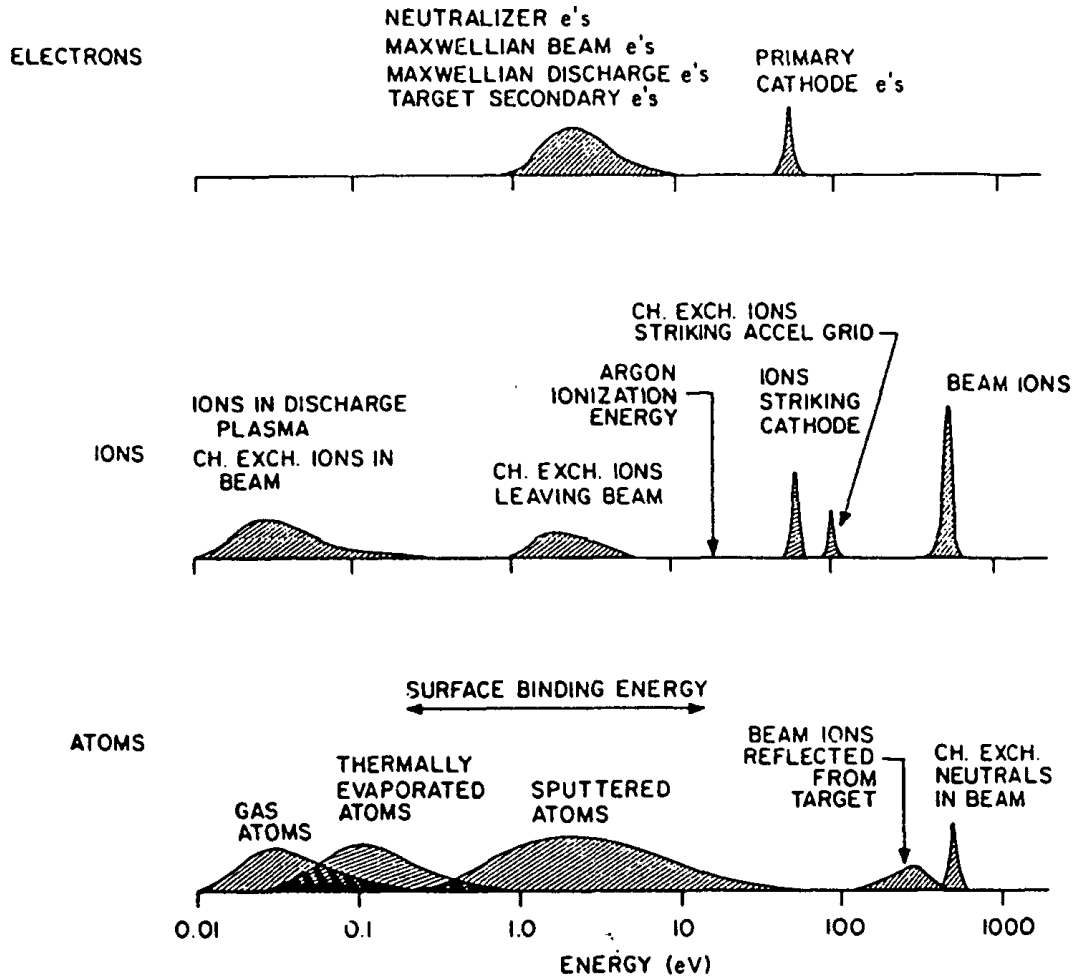 NEUTRALIZER e's
MAXWELLIAN BEAM e's
MAXWELLIAN DISCHARGE e's
TARGET SECONDARY e's
ELECTRONS
PRIMARY
CATHODE e's
CH. EXCH. IONS
STRIKING ACCEL GRID
ARGON
IONIZATION
ENERGY
IONS
STRIKING
CATHODE
BEAM IONS
IONS IN DISCHARGE
PLASMA
CH. EXCH. IONS IN
BEAM
IONS
CH. EXCH. IONS
LEAVING BEAM
SURFACE BINDING ENERGY
ATOMS
THERMALLY
EVAPORATED
ATOMS
GAS
ATOMS
SPUTTERED
ATOMS
BEAM IONS
REFLECTED
FROM
TARGET
CH. EXCH.
NEUTRALS
IN BEAM
0.01 0.1 1.0 10 100 1000
ENERGY (eV)